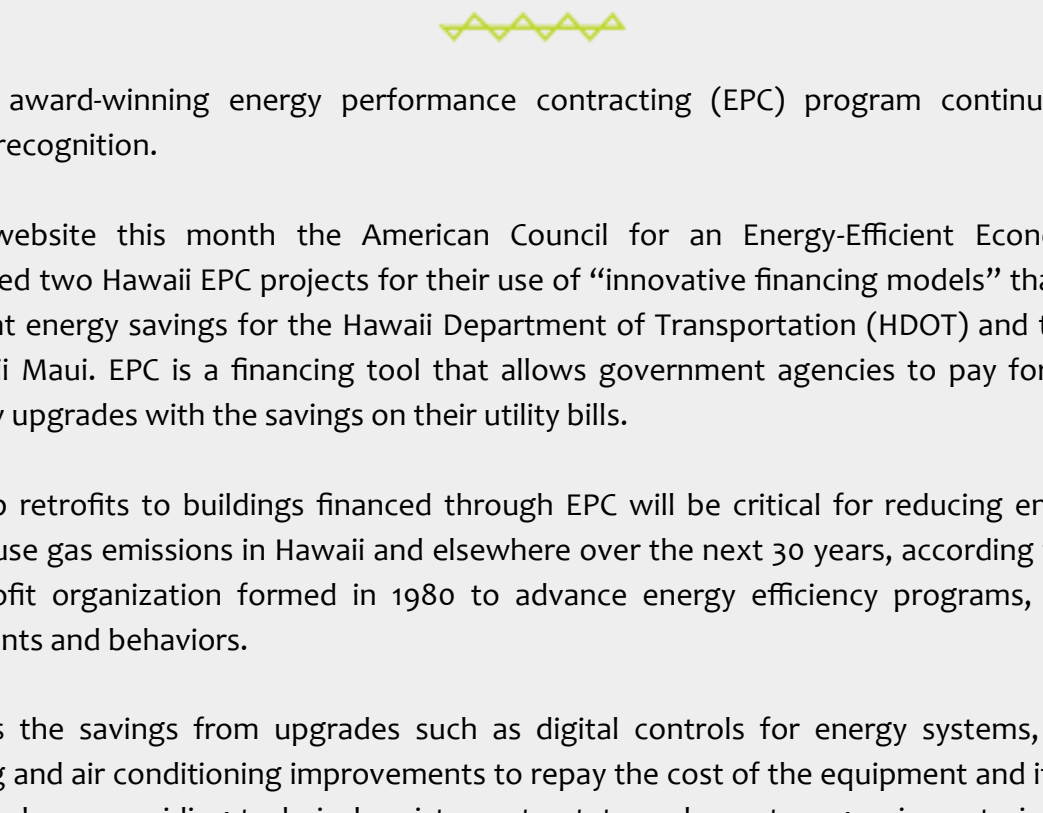 award-winning energy performance contracting (EPC) program continu
recognition.
website this month the American Council for an Energy-Efficient Econ
ed two Hawaii EPC projects for their use of “innovative financing models” tha
nt energy savings for the Hawaii Department of Transportation (HDOT) and t
ii Maui. EPC is a financing tool that allows government agencies to pay for
y upgrades with the savings on their utility bills.
p retrofits to buildings financed through EPC will be critical for reducing en
use gas emissions in Hawaii and elsewhere over the next 30 years, according
ofit organization formed in 1980 to advance energy efficiency programs,
nts and behaviors.
s the savings from upgrades such as digital controls for energy systems,
g and air conditioning improvements to repay the cost of the equipment and i